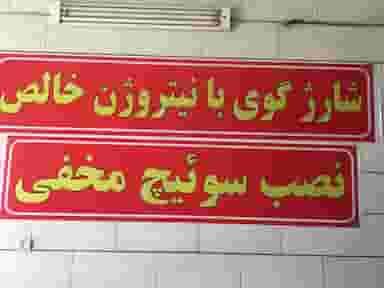 شارژ گوی با نیتروژن خالص
نصب سوئیچ مخفی